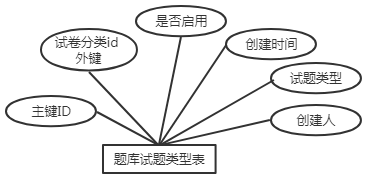 是否启用
试卷分类id
外键
创建时间
试题类型
主键ID
创建人
题库试题类型表